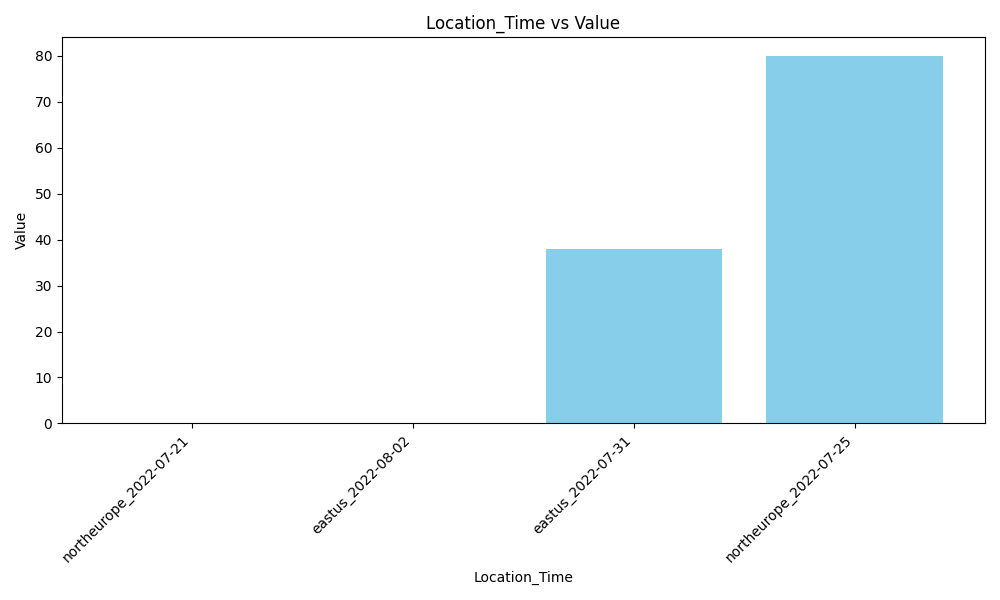 Location_Time vs Value
Value
80
70
60
50
40
30
20
10
0
northeurope_2022-07-21
eastus_2022-08-02
eastus_2022-07-31
northeurope_2022-07-25
Location_Time